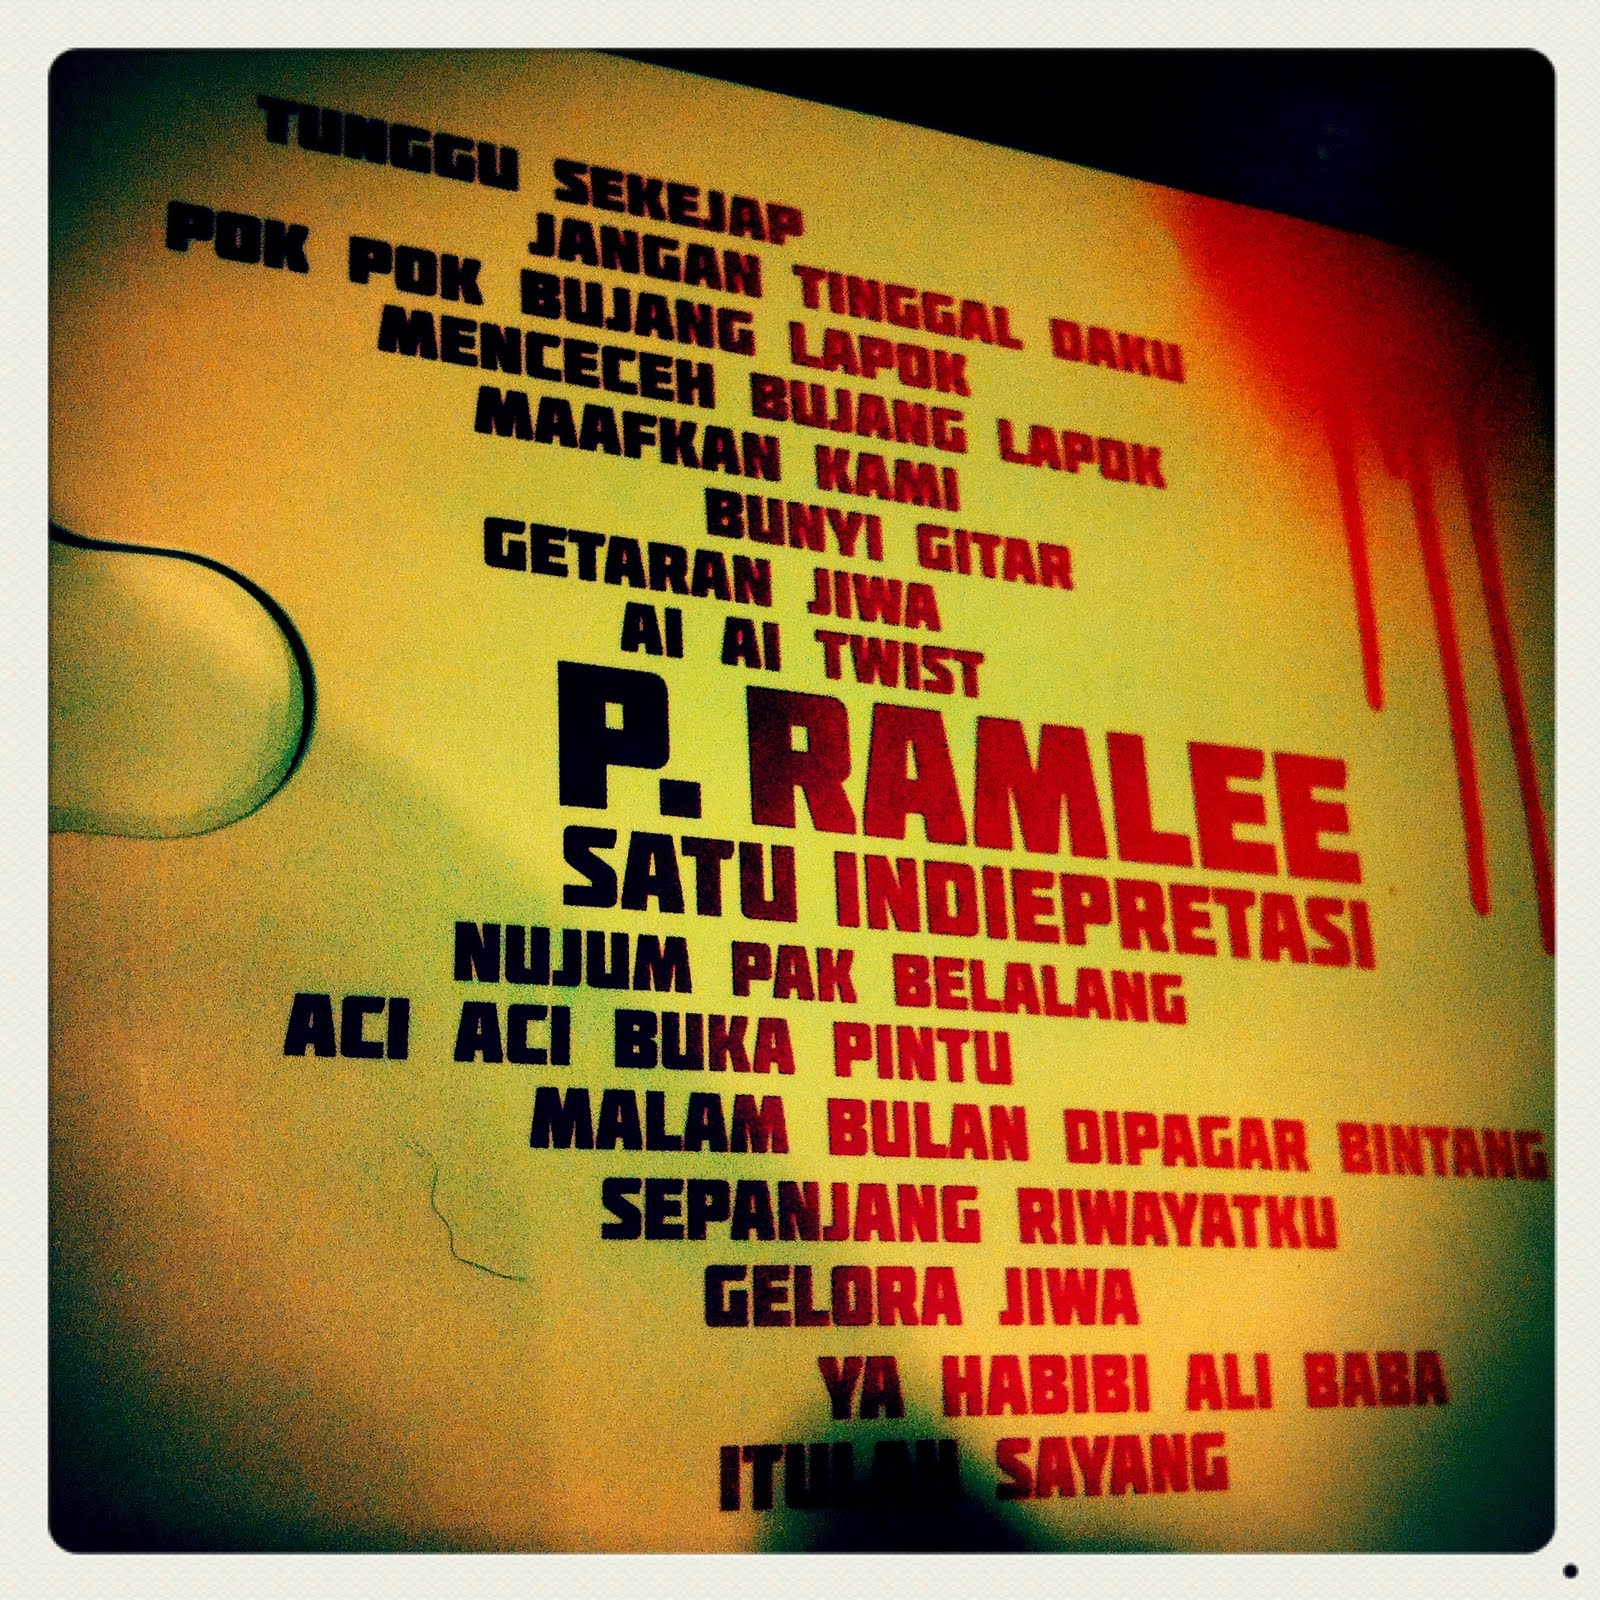 TUNGGU SEKEJAP
JANGAN TINGGAL DAKU
POK POK BUJANG LAPOK
MENCECEH BUJANG LAPOK
MAAFKAN KAMI
BUNYI GITAR
GETARAN JIWA
AI AI TWIST
P. RAMLEE
SATU INDIEPRETASI
NUJUM PAK BELALANG
ACI ACI BUKA PINTU
MALAM BULAN DIPAGAR BINTANG
SEPANJANG RIWAYATKU
GELORA JIWA
YA HABIBI ALI BABA
ITULAH SAYANG